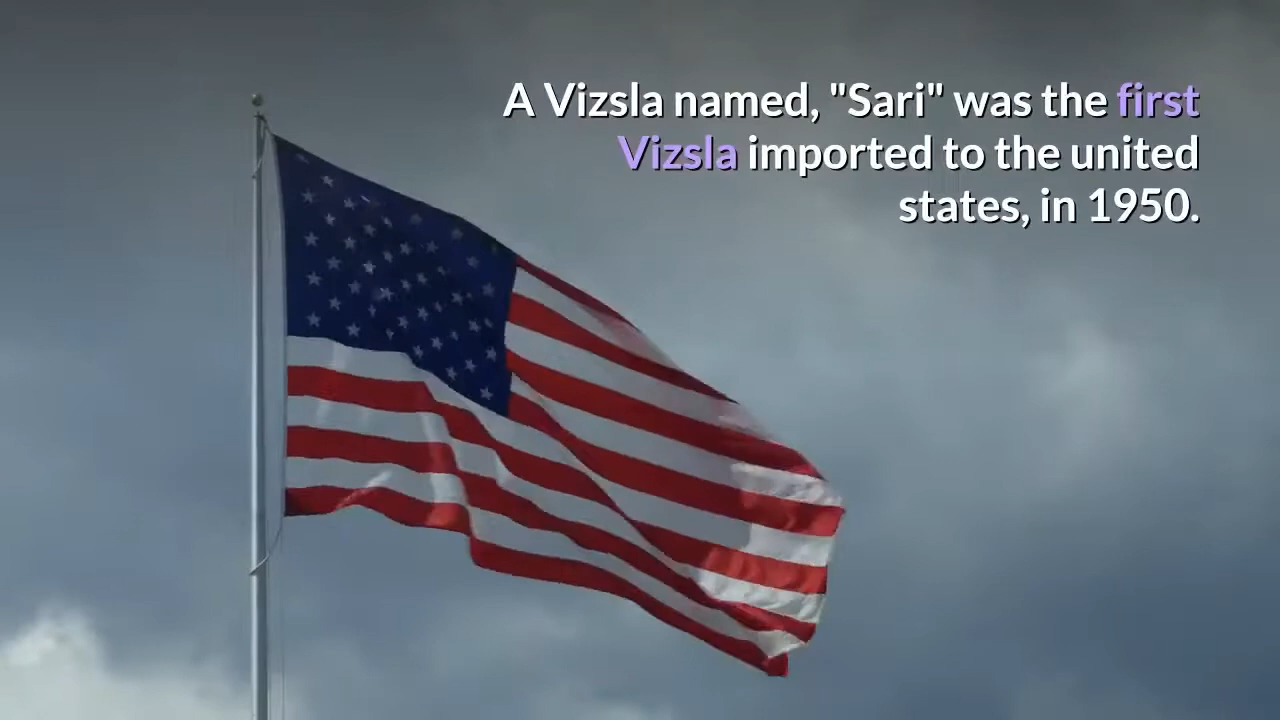 A Vizsla named, "Sari" was the first
Vizsla imported to the united
states, in 1950.